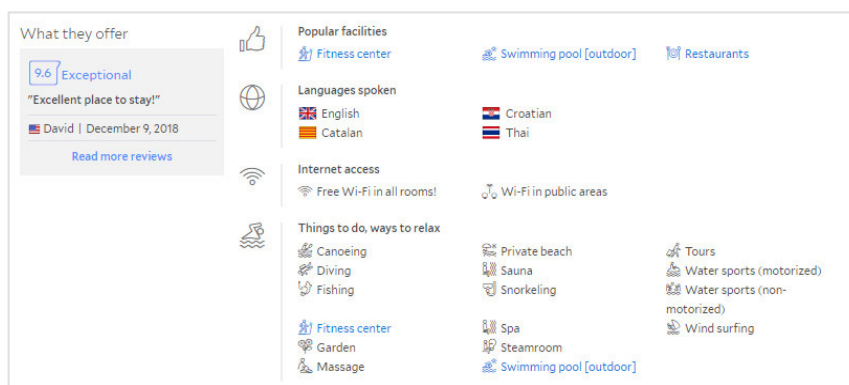 What they offer
9.6 Exceptional
"Excellent place to stay!"
David | December 9, 2018
Read more reviews
Popular facilities
Fitness center
Swimming pool [outdoor]
Restaurants
Languages spoken
English
Croatian
Catalan
Thai
Internet access
Free Wi-Fi in all rooms!
Wi-Fi in public areas
Things to do, ways to relax
Canoeing
Private beach
Tours
Diving
Sauna
Water sports (motorized)
Fishing
Snorkeling
Water sports (non-
motorized)
Fitness center
Spa
Wind surfing
Garden
Steamroom
Massage
Swimming pool [outdoor]